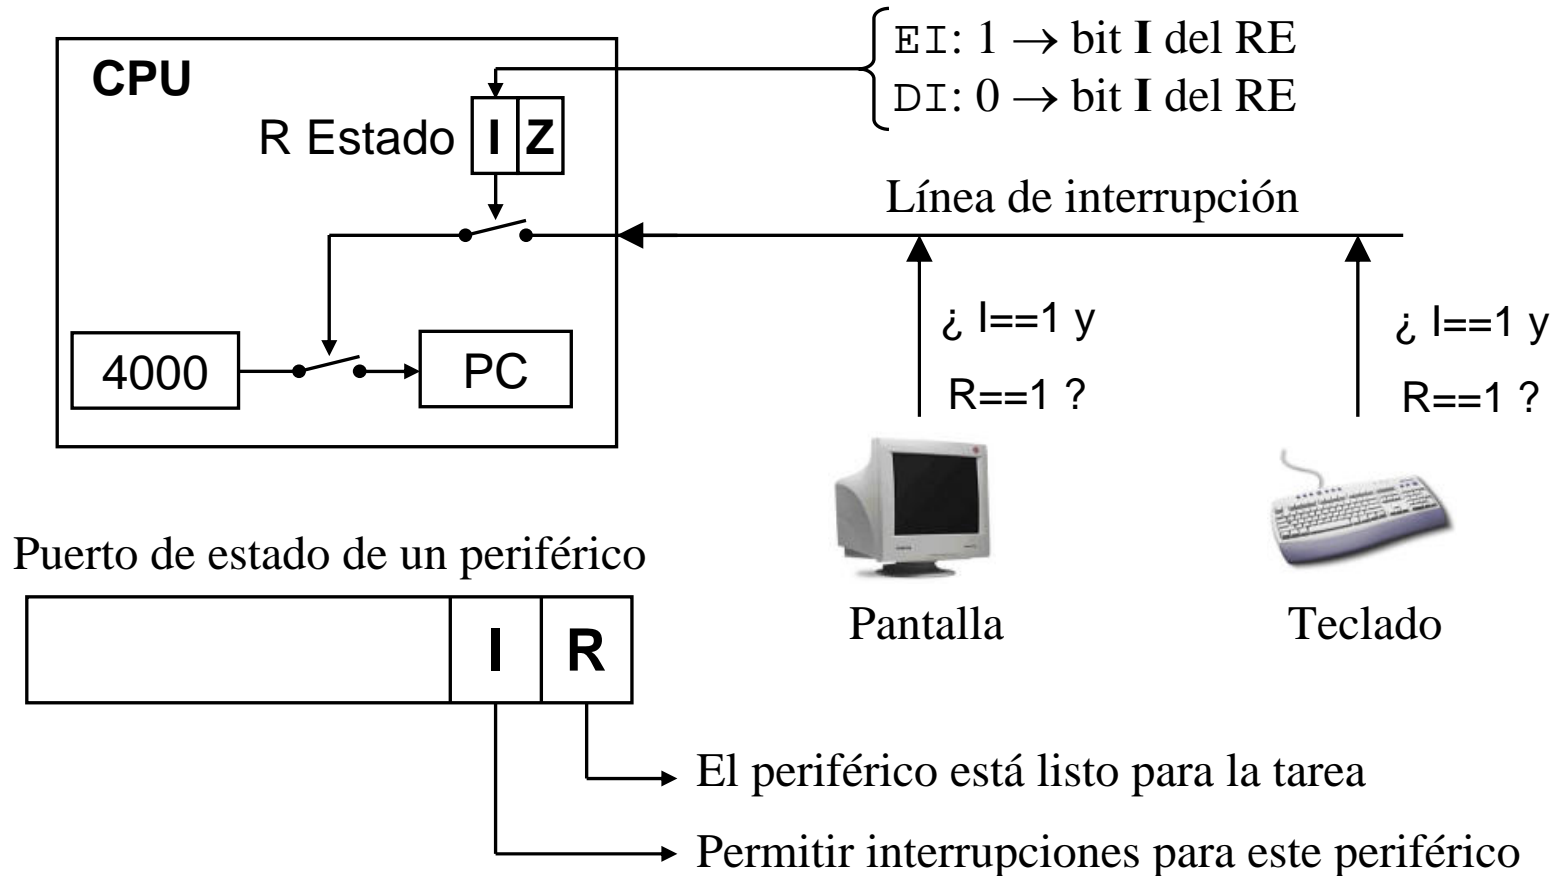 EI: 1 → bit I del RE
DI: 0 → bit I del RE
CPU
R Estado
I Z
Línea de interrupción
4000
PC
¿ I==1 y
R==1 ?
¿ I==1 y
R==1 ?
Pantalla
Teclado
Puerto de estado de un periférico
I R
El periférico está listo para la tarea
Permitir interrupciones para este periférico